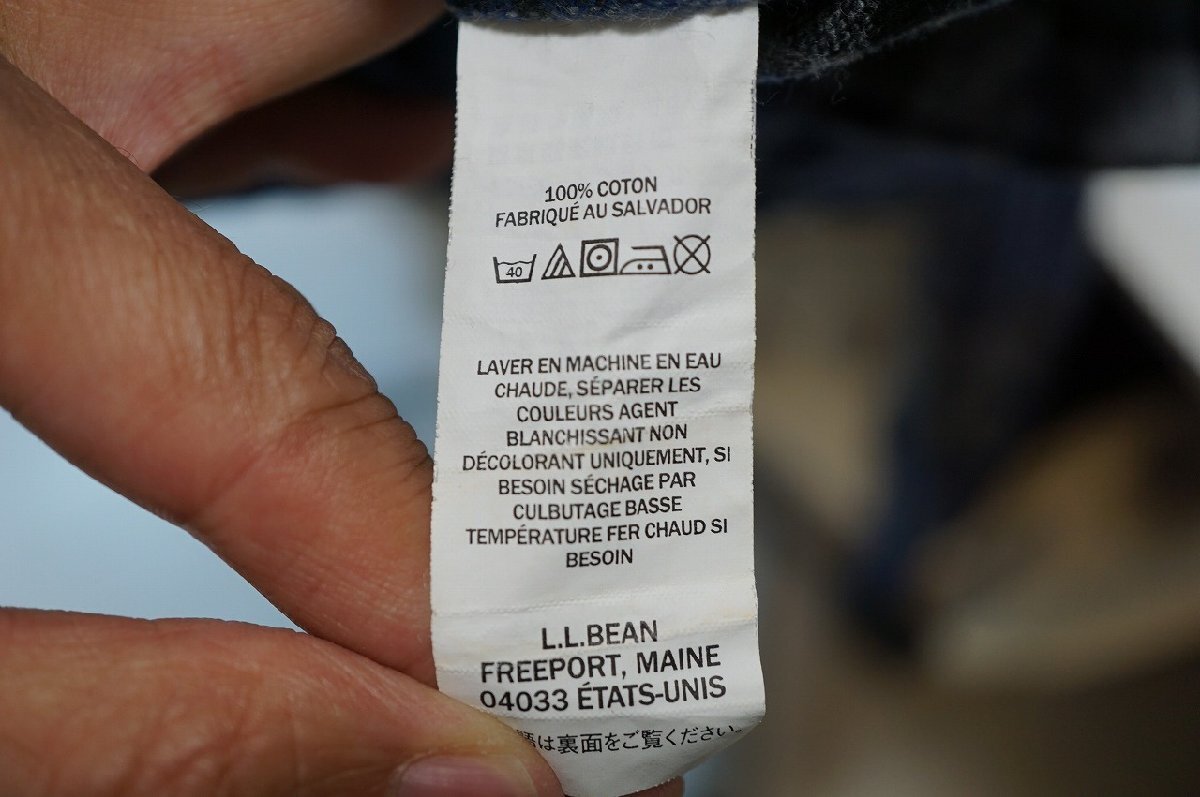 100% COTON
FABRIQUÉ AU SALVADOR
40
LAVER EN MACHINE EN EAU
CHAUDE, SÉPARER LES
COULEURS AGENT
BLANCHISSANT NON
DÉCOLORANT UNIQUEMENT, SI
BESOIN SÉCHAGE PAR
CULBUTAGE BASSE
TEMPÉRATURE FER CHAUD SI
BESOIN
L.L.BEAN
FREEPORT, MAINE
04033 ÉTATS-UNIS
語は裏面をご覧ください。